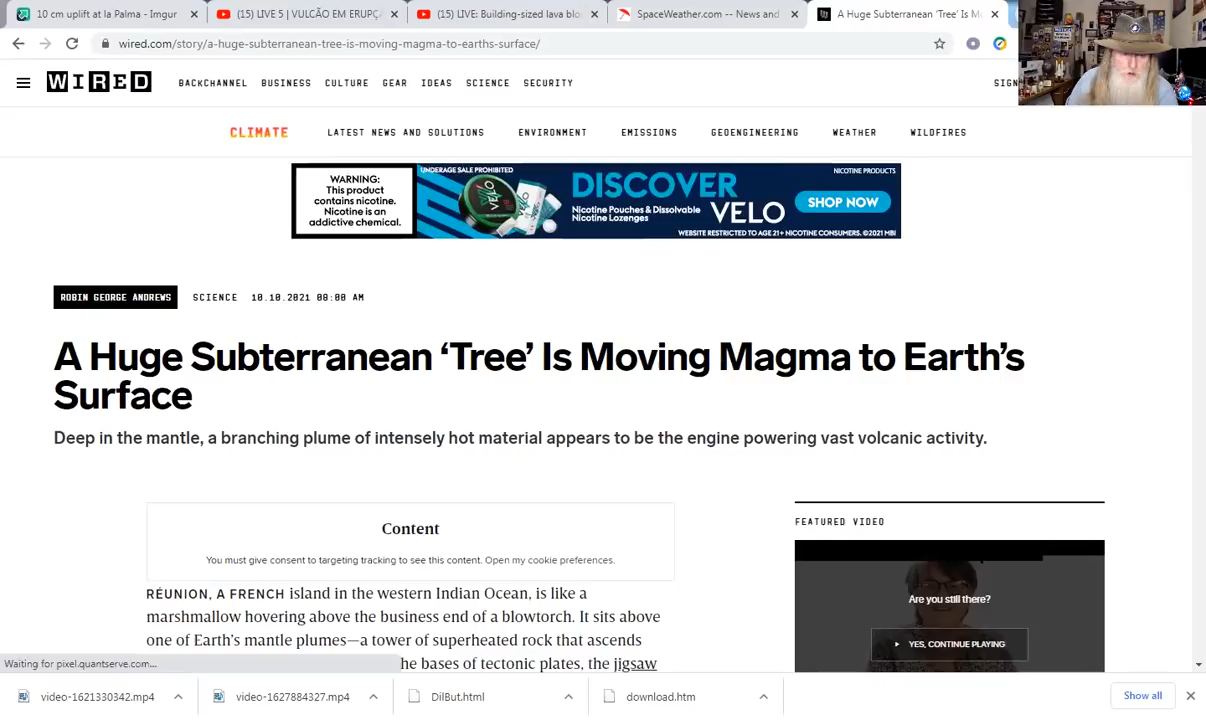 10 cm uplift at la Palma - Imgur
(15) LIVE 5 | VULCÃO EM ERUPÇ
(15) LIVE: Building-sized lava blo
SpaceWeather.com -- News and
A Huge Subterranean 'Tree' Is M
wired.com/story/a-huge-subterranean-tree-is-moving-magma-to-earths-surface/
WIRED
BACKCHANNEL BUSINESS CULTURE GEAR IDEAS SCIENCE SECURITY
SIGN
CLIMATE LATEST NEWS AND SOLUTIONS ENVIRONMENT EMISSIONS GEOENGINEERING WEATHER WILDFIRES
WARNING:
This product
contains nicotine.
Nicotine is an
addictive chemical.
UNDERAGE SALE PROHIBITED
VELO
DISCOVER
Nicotine Pouches & Dissolvable
Nicotine Lozenges
VELO
NICOTINE PRODUCTS
SHOP NOW
WEBSITE RESTRICTED TO AGE 21+ NICOTINE CONSUMERS. ©2021 MBI
ROBIN GEORGE ANDREWS SCIENCE 10.10.2021 08:00 AM
A Huge Subterranean ‘Tree’ Is Moving Magma to Earth’s
Surface
Deep in the mantle, a branching plume of intensely hot material appears to be the engine powering vast volcanic activity.
Content
You must give consent to targeting tracking to see this content. Open my cookie preferences.
RÉUNION, A FRENCH island in the western Indian Ocean, is like a
marshmallow hovering above the business end of a blowtorch. It sits above
one of Earth’s mantle plumes—a tower of superheated rock that ascends
he bases of tectonic plates, the jigsaw
FEATURED VIDEO
Are you still there?
YES, CONTINUE PLAYING
Waiting for pixel.quantserve.com...
video-1621330342.mp4
video-1627884327.mp4
DilBut.html
download.htm
Show all